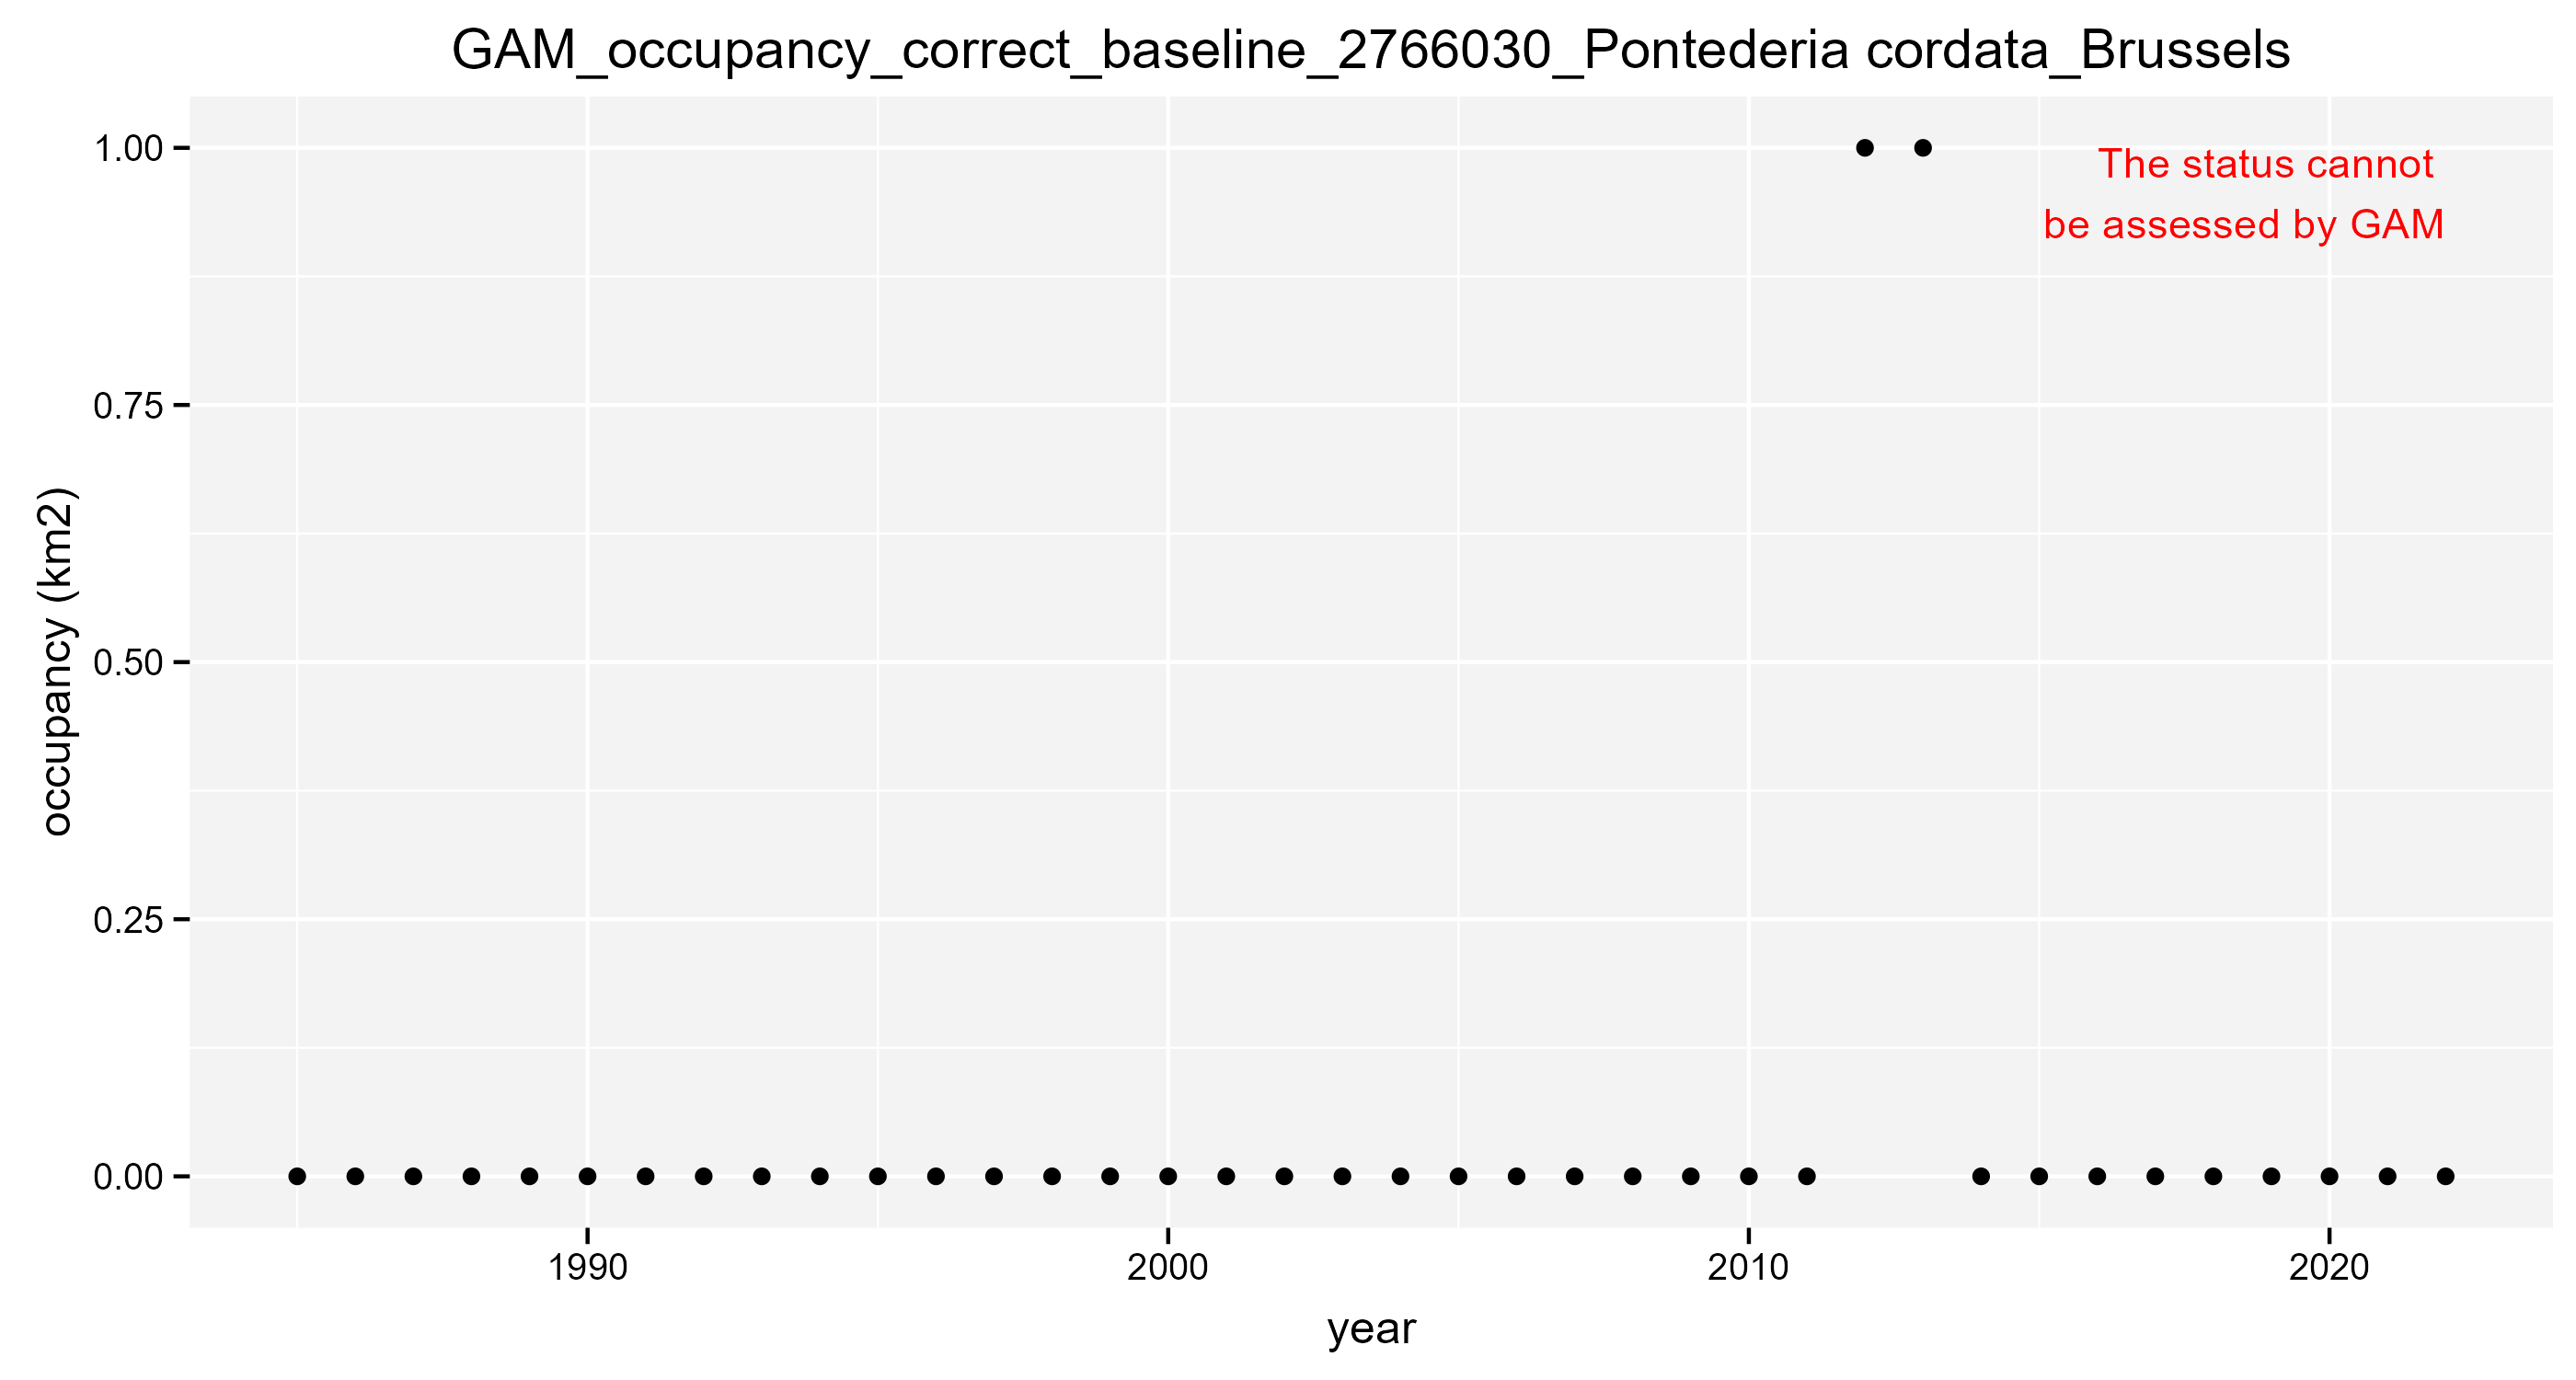 GAM_occupancy_correct_baseline_2766030_Pontederia cordata_Brussels
1.00
The status cannot
be assessed by GAM
0.75
occupancy (km2)
0.50
0.25
0.00
1990 2000 2010 2020
year